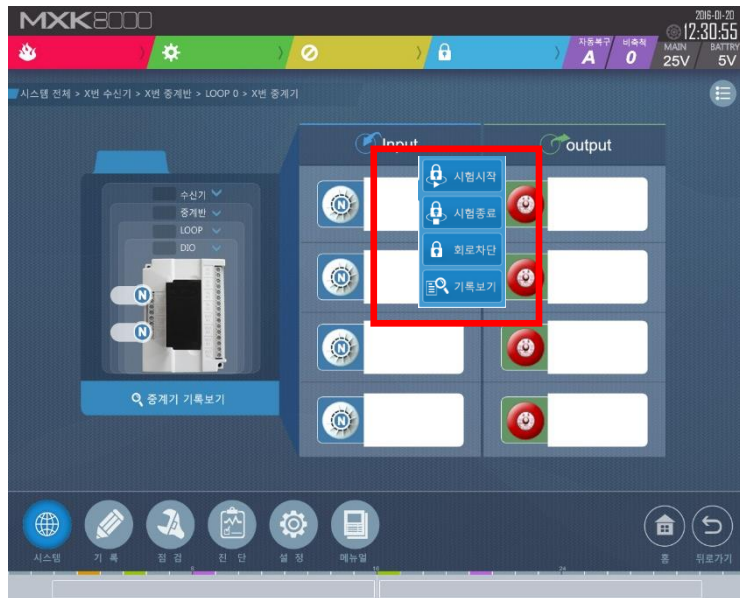 MXK8000
2016-01-20
12:30:55
자동복구
A
비축적
0
MAIN
25V
BATTRY
5V
시스템 전체 > X번 수신기 > X번 중계반 > LOOP 0 > X번 중계기
Input
output
수신기
중계반
LOOP
DIO
N
N
중계기 기록보기
N
N
N
N
시험시작
시험종료
회로차단
기록보기
시스템
기 록
점 검
진 단
설 정
메뉴얼
홈
뒤로가기
8
16
24